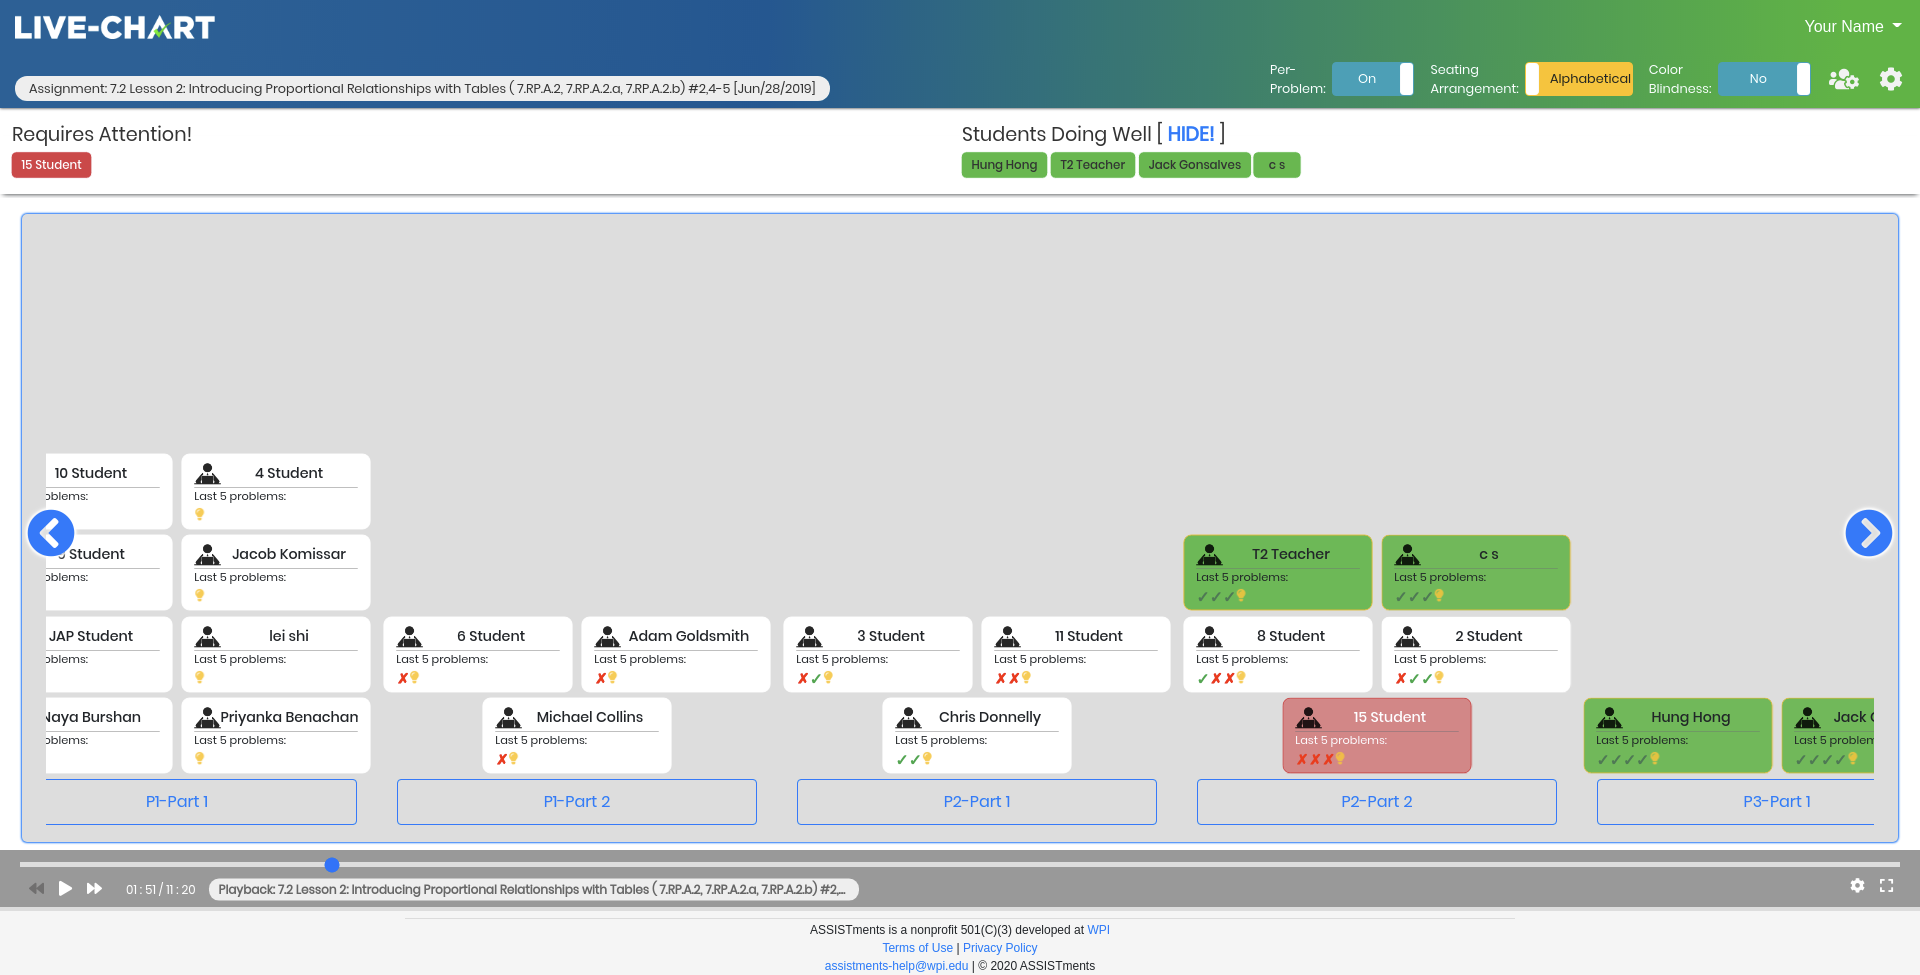 LIVE-CHART
Your Name
Assignment: 7.2 Lesson 2: Introducing Proportional Relationships with Tables ( 7.RP.A.2, 7.RP.A.2.a, 7.RP.A.2.b) #2,4-5 [Jun/28/2019]
Per-
Problem:
On
Seating
Arrangement:
Alphabetical
Color
Blindness:
No
Requires Attention!
15 Student
Students Doing Well [ HIDE! ]
Hung Hong
T2 Teacher
Jack Gonsalves
c s
10 Student
oblems:
4 Student
Last 5 problems:
Student
oblems:
Jacob Komissar
Last 5 problems:
T2 Teacher
Last 5 problems:
c s
Last 5 problems:
JAP Student
oblems:
lei shi
Last 5 problems:
6 Student
Last 5 problems:
Adam Goldsmith
Last 5 problems:
3 Student
Last 5 problems:
11 Student
Last 5 problems:
8 Student
Last 5 problems:
2 Student
Last 5 problems:
Naya Burshan
oblems:
Priyanka Benachan
Last 5 problems:
Michael Collins
Last 5 problems:
Chris Donnelly
Last 5 problems:
15 Student
Last 5 problems:
Hung Hong
Last 5 problems:
Jack
Last 5 problem
P1-Part 1
P1-Part 2
P2-Part 1
P2-Part 2
P3-Part 1
01 : 51 / 11 : 20
Playback: 7.2 Lesson 2: Introducing Proportional Relationships with Tables ( 7.RP.A.2, 7.RP.A.2.a, 7.RP.A.2.b) #2,...
ASSISTments is a nonprofit 501(C)(3) developed at WPI
Terms of Use | Privacy Policy
assistments-help@wpi.edu | © 2020 ASSISTments